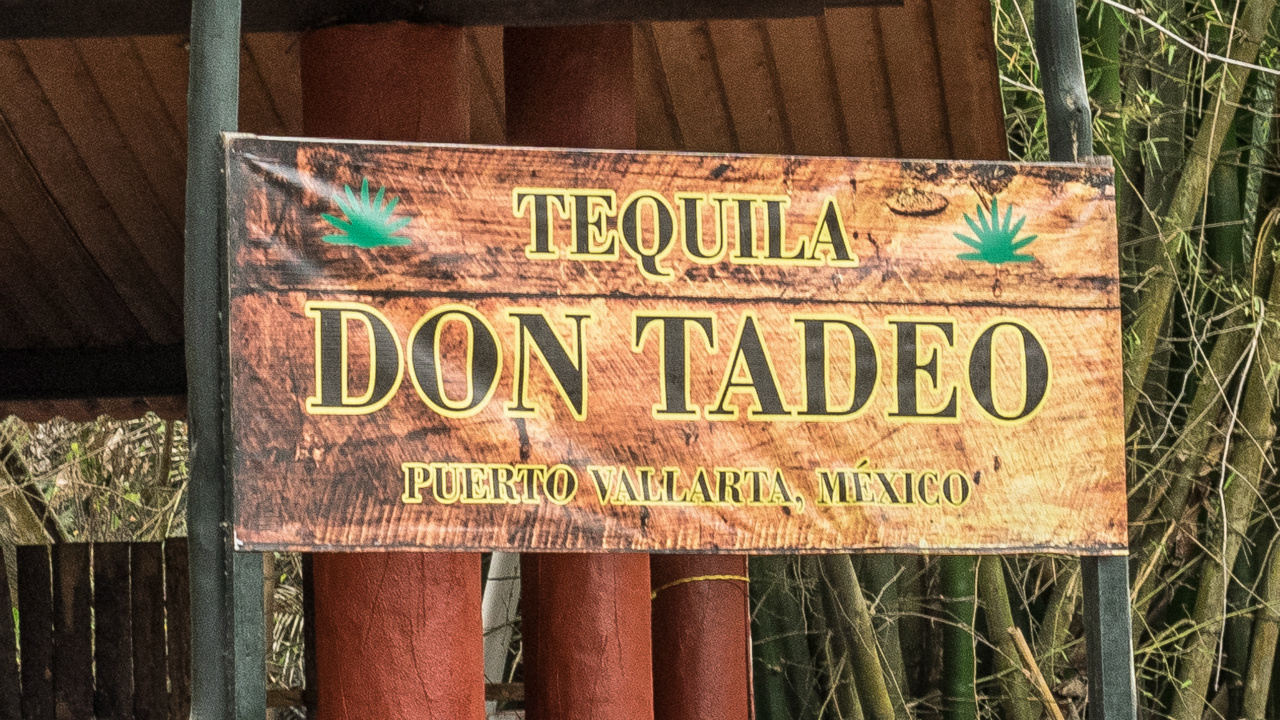 TEQUILA
DON TADEO
PUERTO VALLARTA, MÉXICO